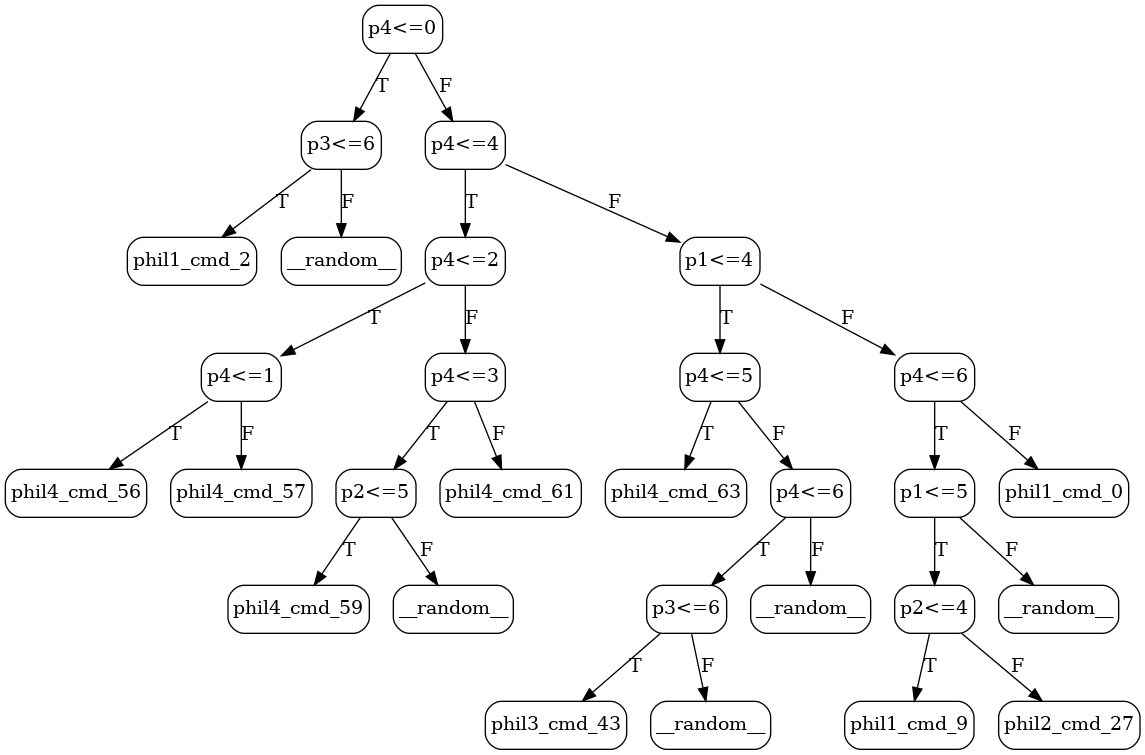 p4<=0
T
F
p3<=6
p4<=4
T
F
T
F
phil1_cmd_2
__random__
p4<=2
p1<=4
T
F
T
F
p4<=1
p4<=3
p4<=5
p4<=6
T
F
T
F
T
F
T
F
phil4_cmd_56
phil4_cmd_57
p2<=5
phil4_cmd_61
phil4_cmd_63
p4<=6
p1<=5
phil1_cmd_0
T
F
T
F
T
F
phil4_cmd_59
__random__
p3<=6
__random__
p2<=4
__random__
T
F
T
F
phil3_cmd_43
__random__
phil1_cmd_9
phil2_cmd_27